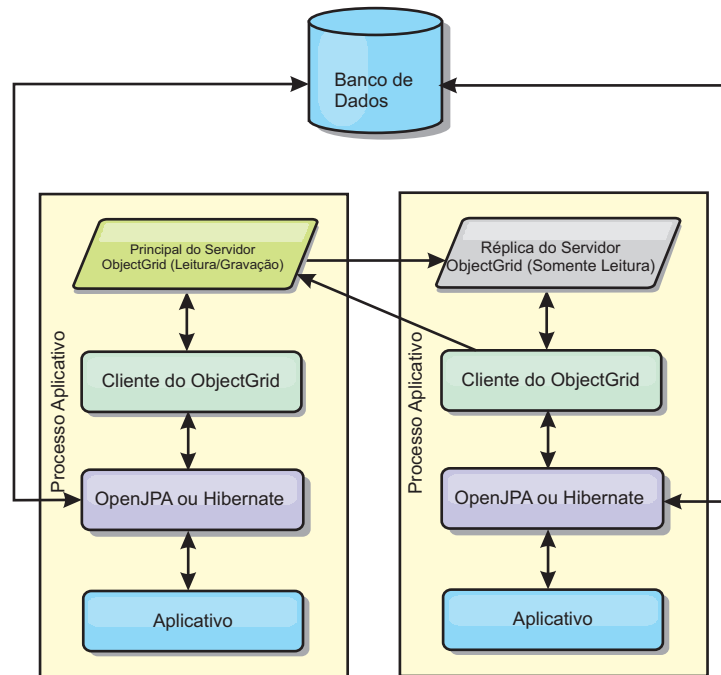 Banco de
Dados
Principal do Servidor
ObjectGrid (Leitura/Gravação)
Cliente do ObjectGrid
Processo Aplicativo
OpenJPA ou Hibernate
Aplicativo
Réplica do Servidor
ObjectGrid (Somente Leitura)
Cliente do ObjectGrid
Processo Aplicativo
OpenJPA ou Hibernate
Aplicativo